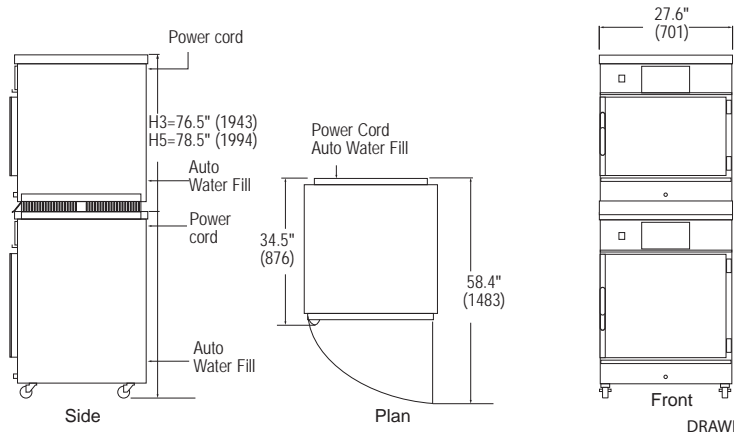 Power cord
H3=76.5" (1943)
H5=78.5" (1994)
Auto
Water Fill
Power
cord
Auto
Water Fill
Side
Power Cord
Auto Water Fill
34.5"
(876)
58.4"
(1483)
Plan
27.6"
(701)
Front
DRAWI